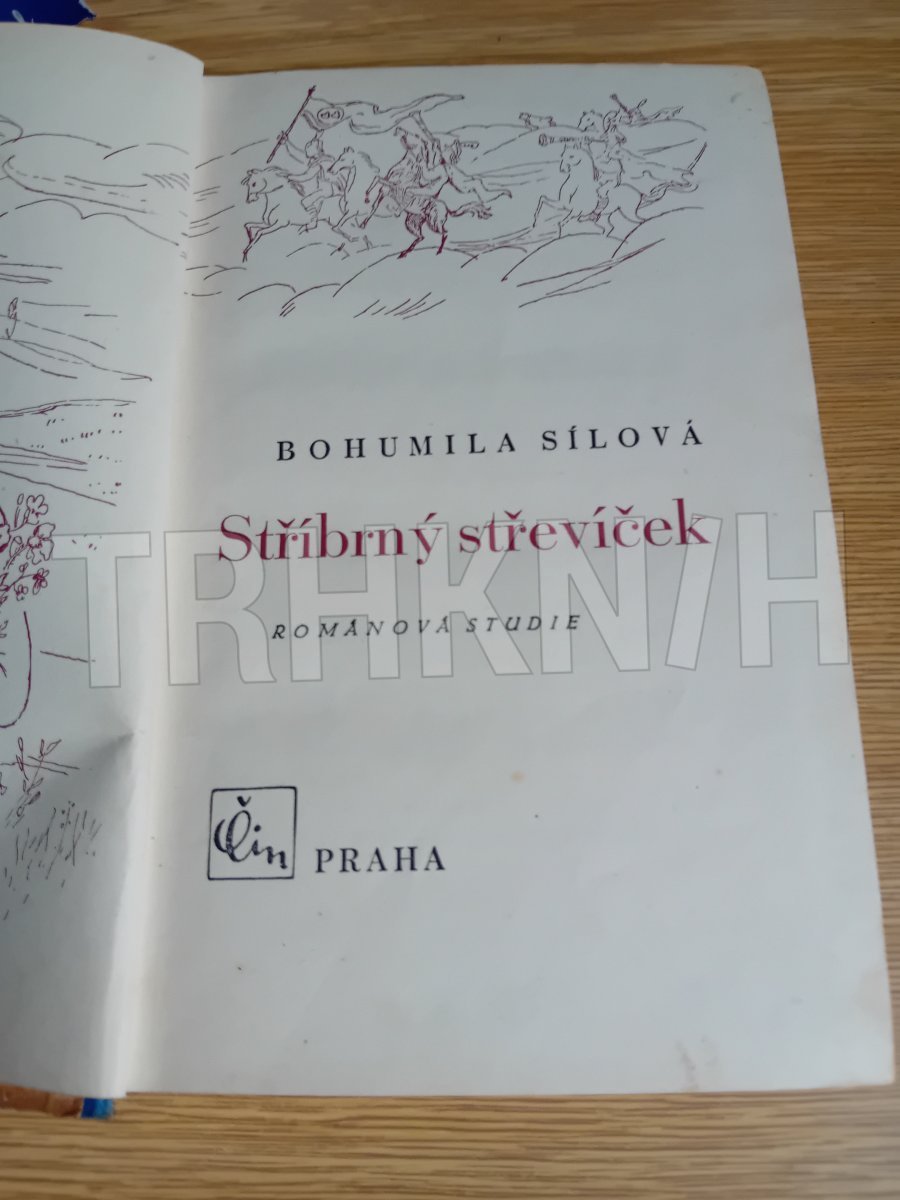 BOHUMILA SÍLOVÁ
Stříbrný střevíček
TRHKNIH
ROMÁNOVÁ STUDIE
Čin PRAHA